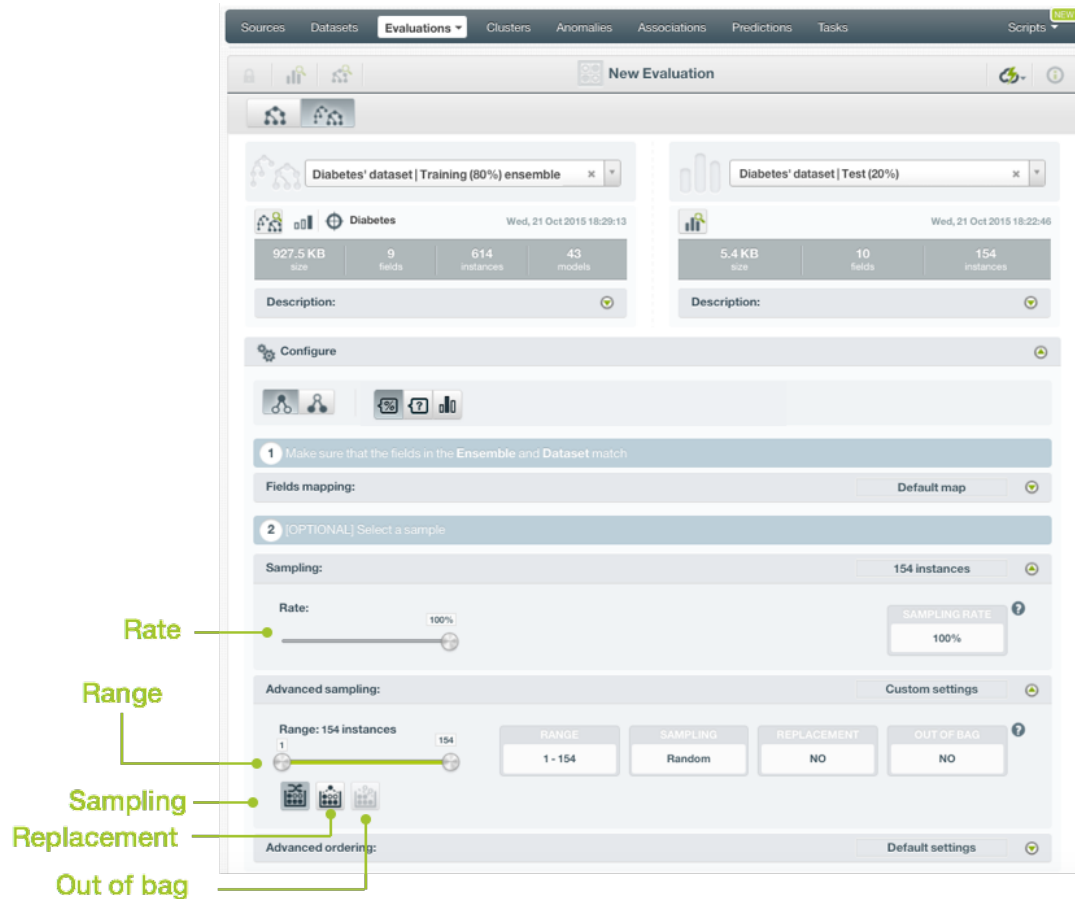 Sources Datasets Evaluations Clusters Anomalies Associations Predictions Tasks Scripts NEW
New Evaluation
Diabetes' dataset | Training (80%) ensemble × Diabetes' dataset | Test (20%) ×
Diabetes Wed, 21 Oct 2015 18:29:13 Wed, 21 Oct 2015 18:22:46
927.5 KB 9 614 43 5.4 KB 10 154
size fields instances models size fields instances
Description: Description:
Configure
1 Make sure that the fields in the Ensemble and Dataset match
Fields mapping: Default map
2 [OPTIONAL] Select a sample
Sampling: 154 instances
Rate: 100% SAMPLING RATE ?
Rate 100%
Advanced sampling: Custom settings
Range
Range: 154 instances RANGE SAMPLING REPLACEMENT OUT OF BAG ?
1 154 1 - 154 Random NO NO
Sampling
Replacement
Advanced ordering: Default settings
Out of bag